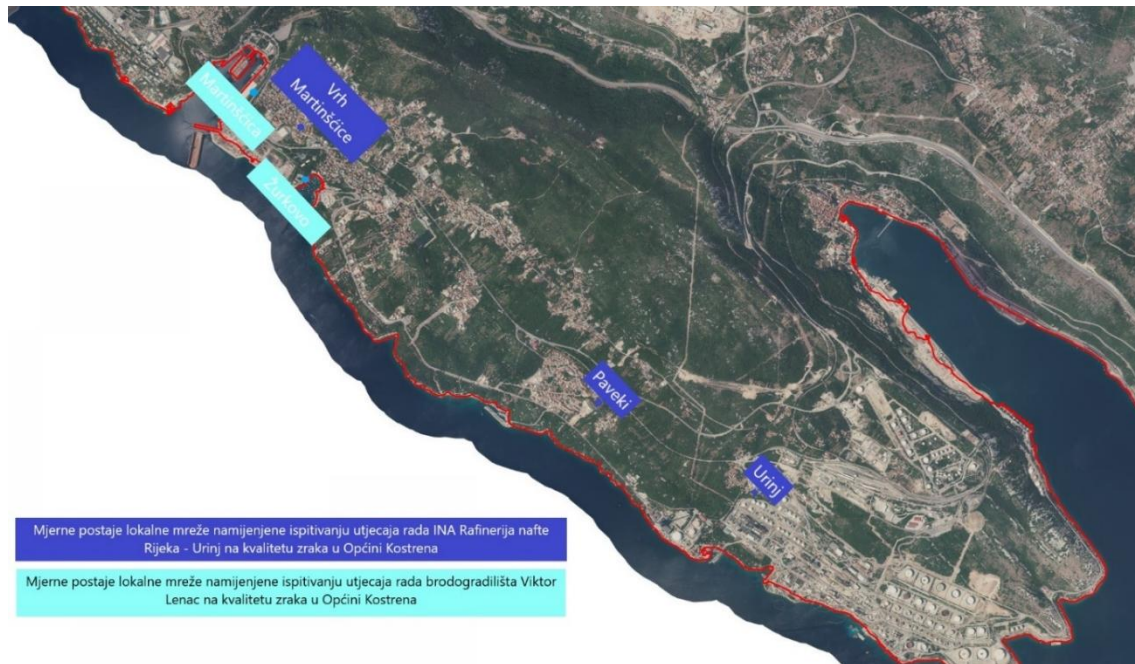 Vrh
Martinšćice
Martinšćica
Žurkovo
Paveki
Urinj
Mjerne postaje lokalne mreže namijenjene ispitivanju utjecaja rada INA Rafinerija nafte
Rijeka - Urinj na kvalitetu zraka u Općini Kostrena
Mjerne postaje lokalne mreže namijenjene ispitivanju utjecaja rada brodogradilišta Viktor
Lenac na kvalitetu zraka u Općini Kostrena